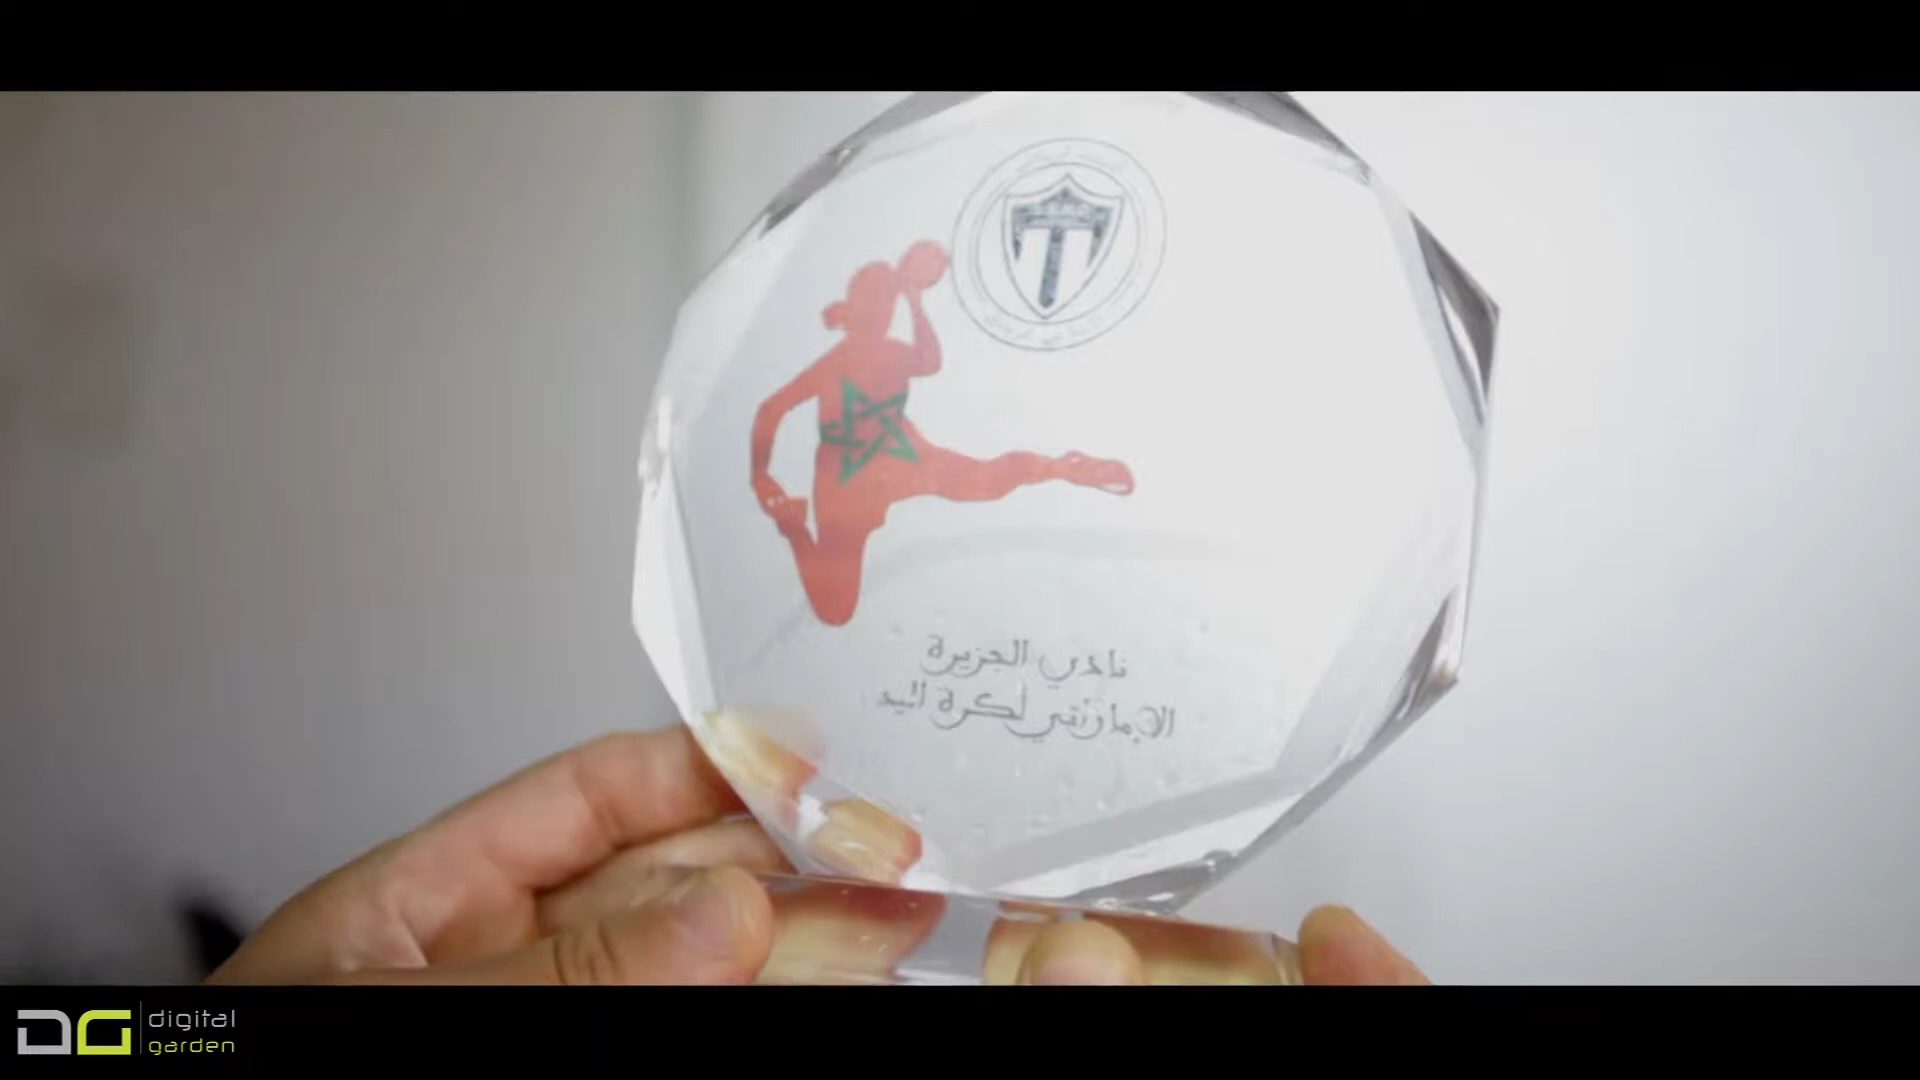 نادي الجزيرة
الإماراتي لكرة اليد
digital
garden